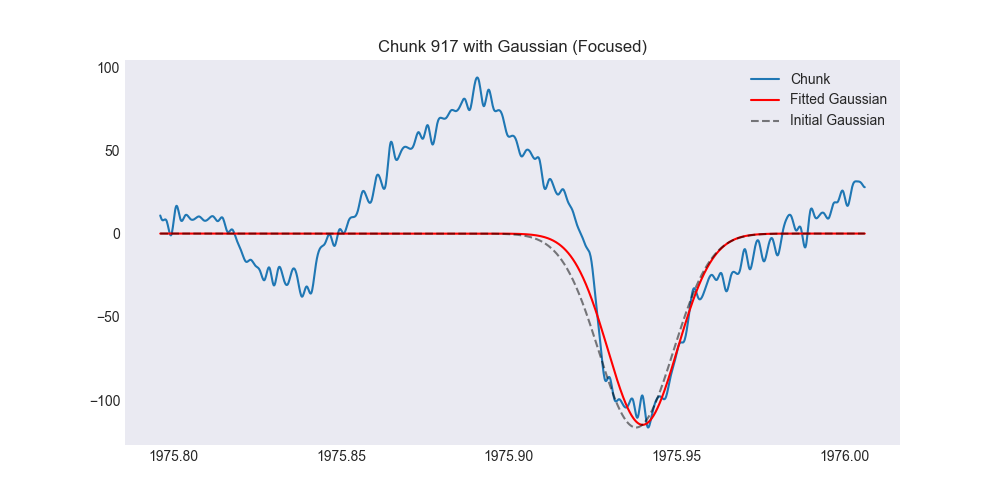 Chunk 917 with Gaussian (Focused)
100
50
0
−50
−100
Chunk
Fitted Gaussian
Initial Gaussian
1975.80 1975.85 1975.90 1975.95 1976.00